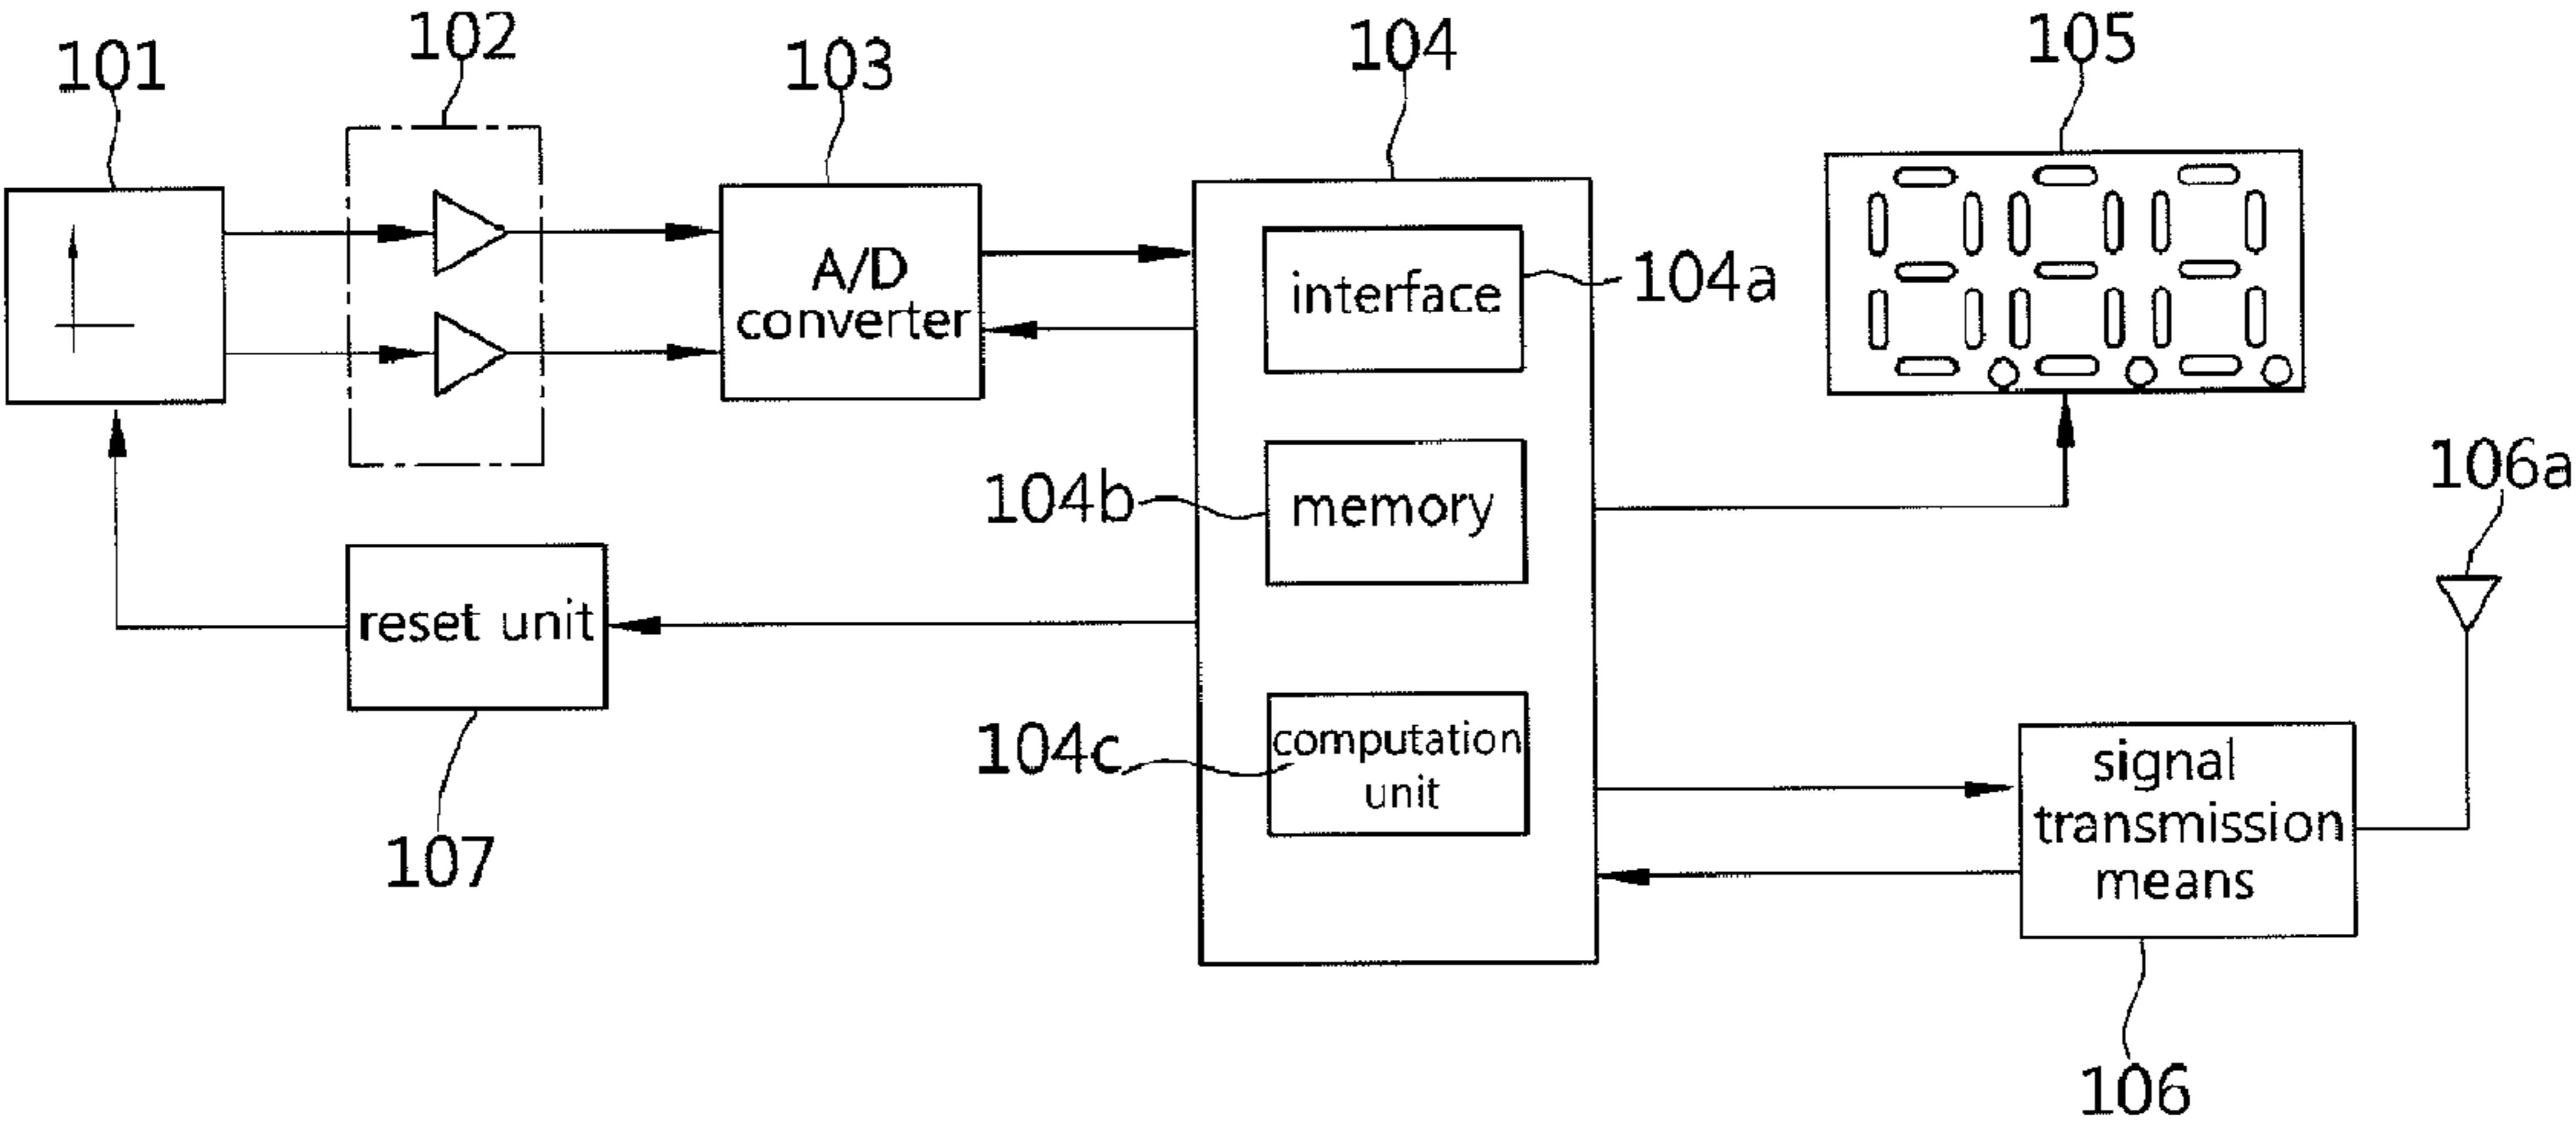 101
102
103
104
105
A/D
converter
interface
104a
104b
memory
106a
reset unit
104c
computation
unit
signal
transmission
means
107
106